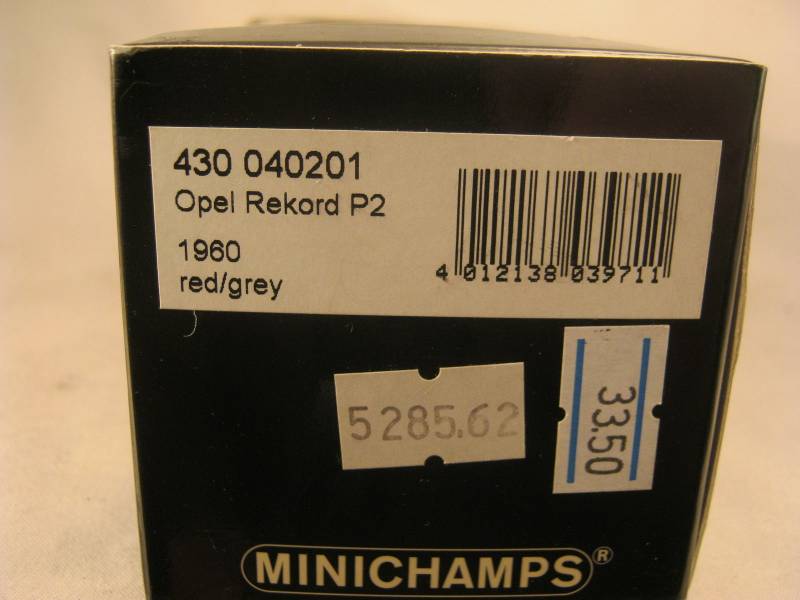 430 040201
Opel Rekord P2
1960
red/grey
4 012138 039711
5285.62
33.50
MINICHAMPS®